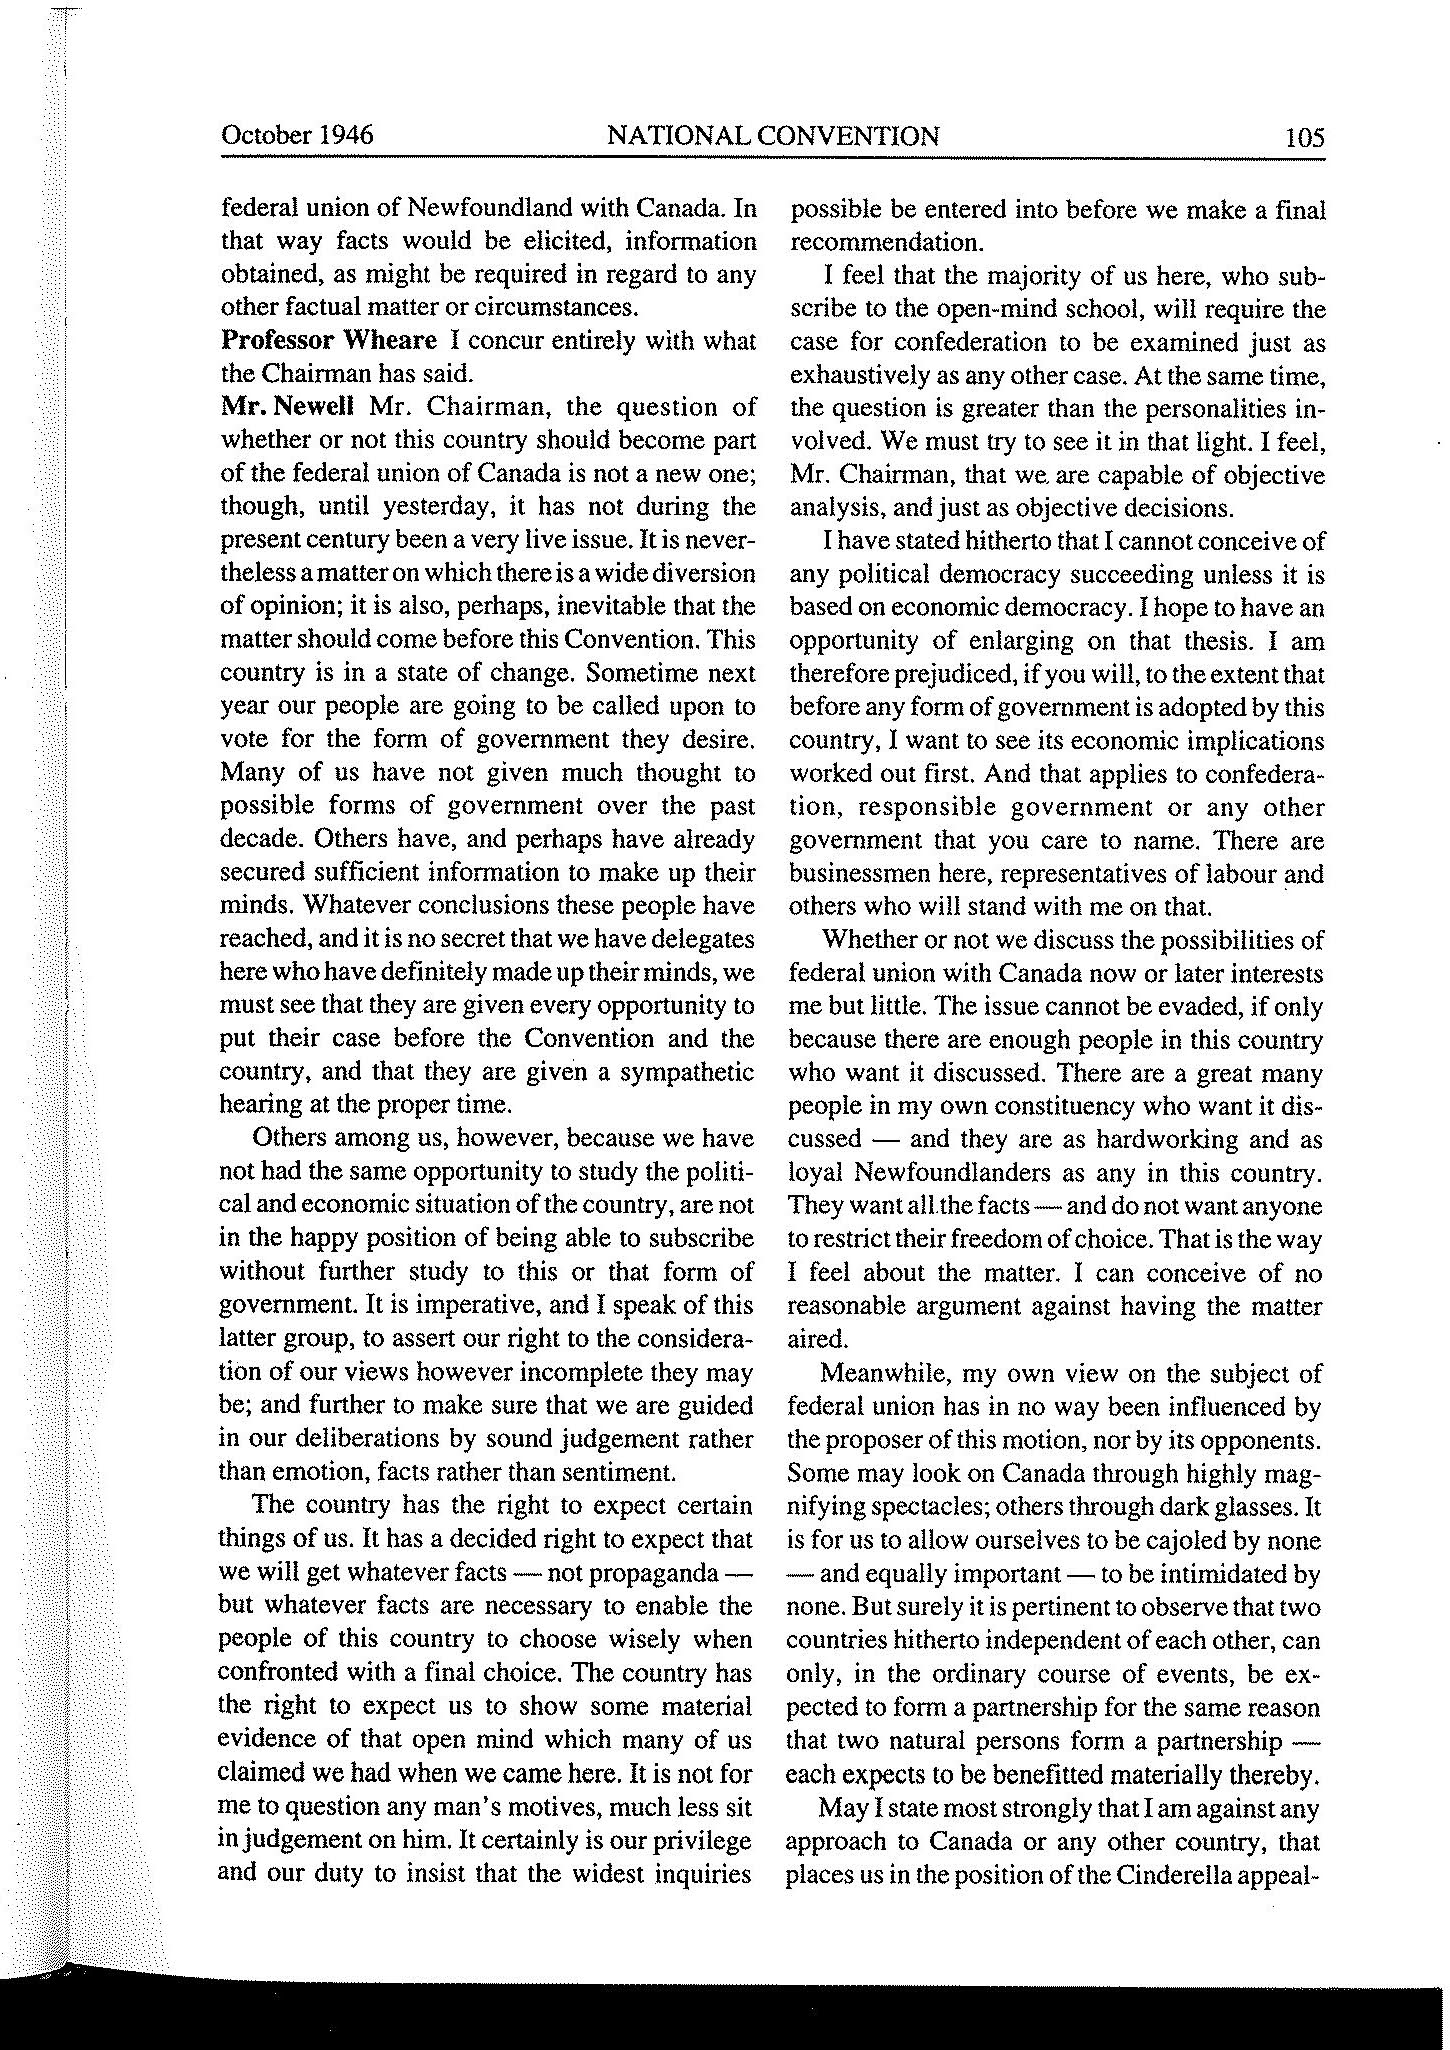 October 1946 NATIONAL CONVENTION 105
federal union of Newfoundland with Canada. In
that way facts would be elicited, information
obtained, as might be required in regard to any
other factual matter or circumstances.
Professor Wheare I concur entirely with what
the Chairman has said.
Mr. Newell Mr. Chairman, the question of
whether or not this country should become part
of the federal union of Canada is not a new one;
though, until yesterday, it has not during the
present century been a very live issue. It is never-
theless a matter on which there is a wide diversion
of opinion; it is also, perhaps, inevitable that the
matter should come before this Convention. This
country is in a state of change. Sometime next
year our people are going to be called upon to
vote for the form of government they desire.
Many of us have not given much thought to
possible forms of government over the past
decade. Others have, and perhaps have already
secured sufficient information to make up their
minds. Whatever conclusions these people have
reached, and it is no secret that we have delegates
here who have definitely made up their minds, we
must see that they are given every opportunity to
put their case before the Convention and the
country, and that they are given a sympathetic
hearing at the proper time.
Others among us, however, because we have
not had the same opportunity to study the politi-
cal and economic situation of the country, are not
in the happy position of being able to subscribe
without further study to this or that form of
government. It is imperative, and I speak of this
latter group, to assert our right to the considera-
tion of our views however incomplete they may
be; and further to make sure that we are guided
in our deliberations by sound judgement rather
than emotion, facts rather than sentiment.
The country has the right to expect certain
things of us. It has a decided right to expect that
we will get whatever facts — not propaganda —
but whatever facts are necessary to enable the
people of this country to choose wisely when
confronted with a final choice. The country has
the right to expect us to show some material
evidence of that open mind which many of us
claimed we had when we came here. It is not for
me to question any man's motives, much less sit
in judgement on him. It certainly is our privilege
and our duty to insist that the widest inquiries
possible be entered into before we make a final
recommendation.
I feel that the majority of us here, who sub-
scribe to the open-mind school, will require the
case for confederation to be examined just as
exhaustively as any other case. At the same time,
the question is greater than the personalities in-
volved. We must try to see it in that light. I feel,
Mr. Chairman, that we are capable of objective
analysis, and just as objective decisions.
I have stated hitherto that I cannot conceive of
any political democracy succeeding unless it is
based on economic democracy. I hope to have an
opportunity of enlarging on that thesis. I am
therefore prejudiced, if you will, to the extent that
before any form of government is adopted by this
country, I want to see its economic implications
worked out first. And that applies to confedera-
tion, responsible government or any other
government that you care to name. There are
businessmen here, representatives of labour and
others who will stand with me on that.
Whether or not we discuss the possibilities of
federal union with Canada now or later interests
me but little. The issue cannot be evaded, if only
because there are enough people in this country
who want it discussed. There are a great many
people in my own constituency who want it dis-
cussed — and they are as hardworking and as
loyal Newfoundlanders as any in this country.
They want all the facts — and do not want anyone
to restrict their freedom of choice. That is the way
I feel about the matter. I can conceive of no
reasonable argument against having the matter
aired.
Meanwhile, my own view on the subject of
federal union has in no way been influenced by
the proposer of this motion, nor by its opponents.
Some may look on Canada through highly mag-
nifying spectacles; others through dark glasses. It
is for us to allow ourselves to be cajoled by none
— and equally important — to be intimidated by
none. But surely it is pertinent to observe that two
countries hitherto independent of each other, can
only, in the ordinary course of events, be ex-
pected to form a partnership for the same reason
that two natural persons form a partnership —
each expects to be benefitted materially thereby.
May I state most strongly that I am against any
approach to Canada or any other country, that
places us in the position of the Cinderella appeal-